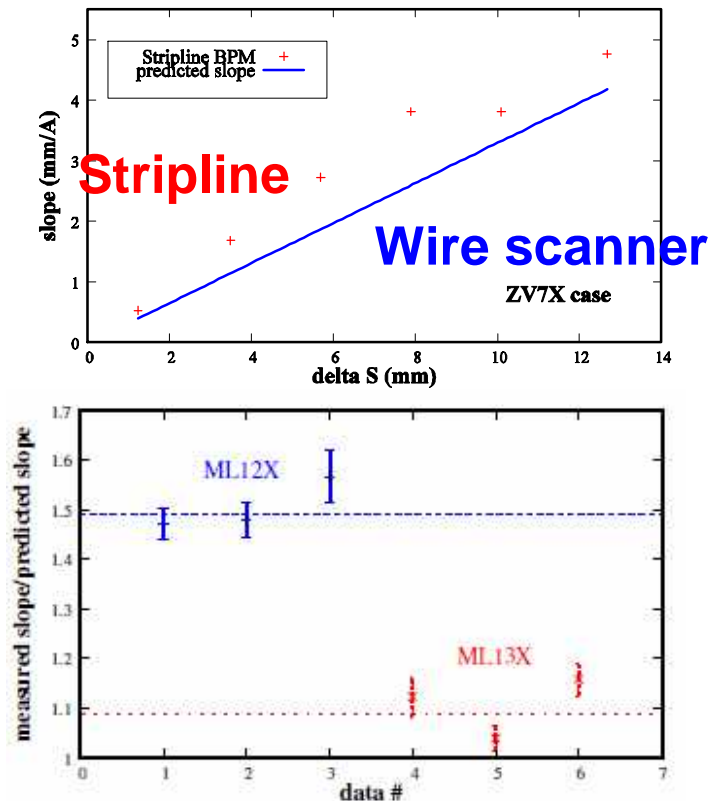 5
4
3
2
1
0
Stripline BPM
predicted slope
slope (mm/A)
Stripline
Wire scanner
ZV7X case
0 2 4 6 8 10 12 14
delta S (mm)
1.7
1.6
1.5
1.4
1.3
1.2
1.1
1
measured slope/predicted slope
ML12X
ML13X
0 1 2 3 4 5 6 7
data #